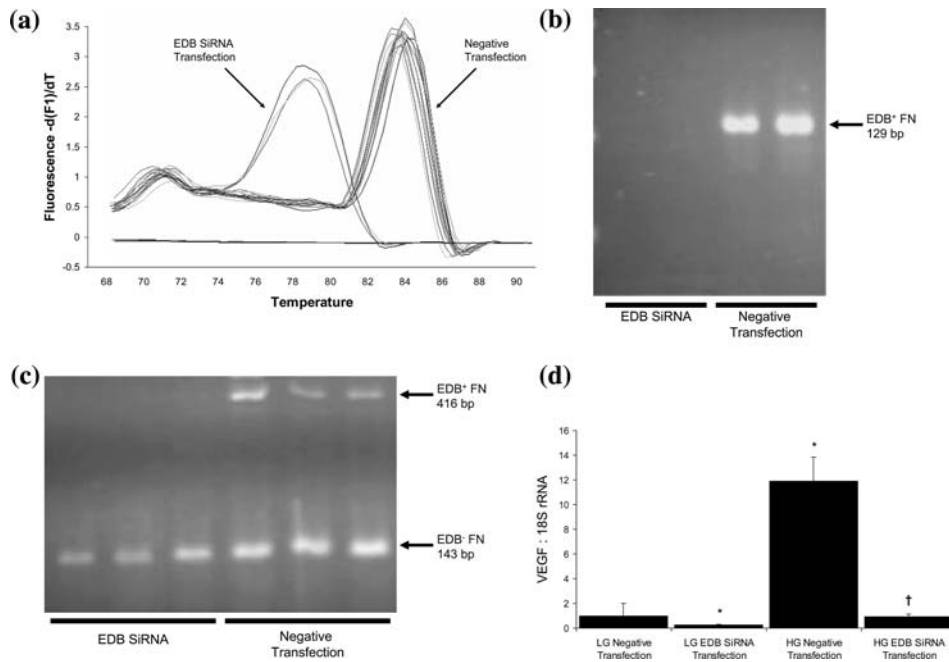 (a)
3.5
3
2.5
2
1.5
1
0.5
0
-0.5
Fluorescence -d(F1)/dT
EDB SiRNA
Transfection
Negative
Transfection
68 70 72 74 76 78 80 82 84 86 88 90
Temperature
(b)
EDB⁺ FN
129 bp
EDB SiRNA
Negative
Transfection
(c)
EDB⁺ FN
416 bp
EDB⁻ FN
143 bp
EDB SiRNA
Negative
Transfection
(d)
16
14
12
10
8
6
4
2
0
VEGF : 18S rRNA
*
*
†
LG Negative
Transfection
LG EDB SiRNA
Transfection
HG Negative
Transfection
HG EDB SiRNA
Transfection